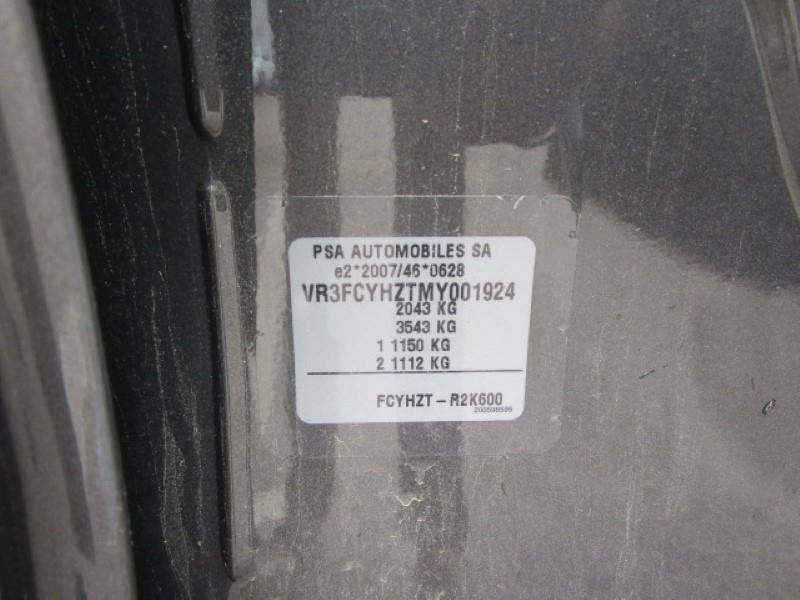 PSA AUTOMOBILES SA
e2*2007/46*0628
VR3FCYHZTMY001924
2043 KG
3543 KG
1 1150 KG
2 1112 KG
FCYHZT - R2K600